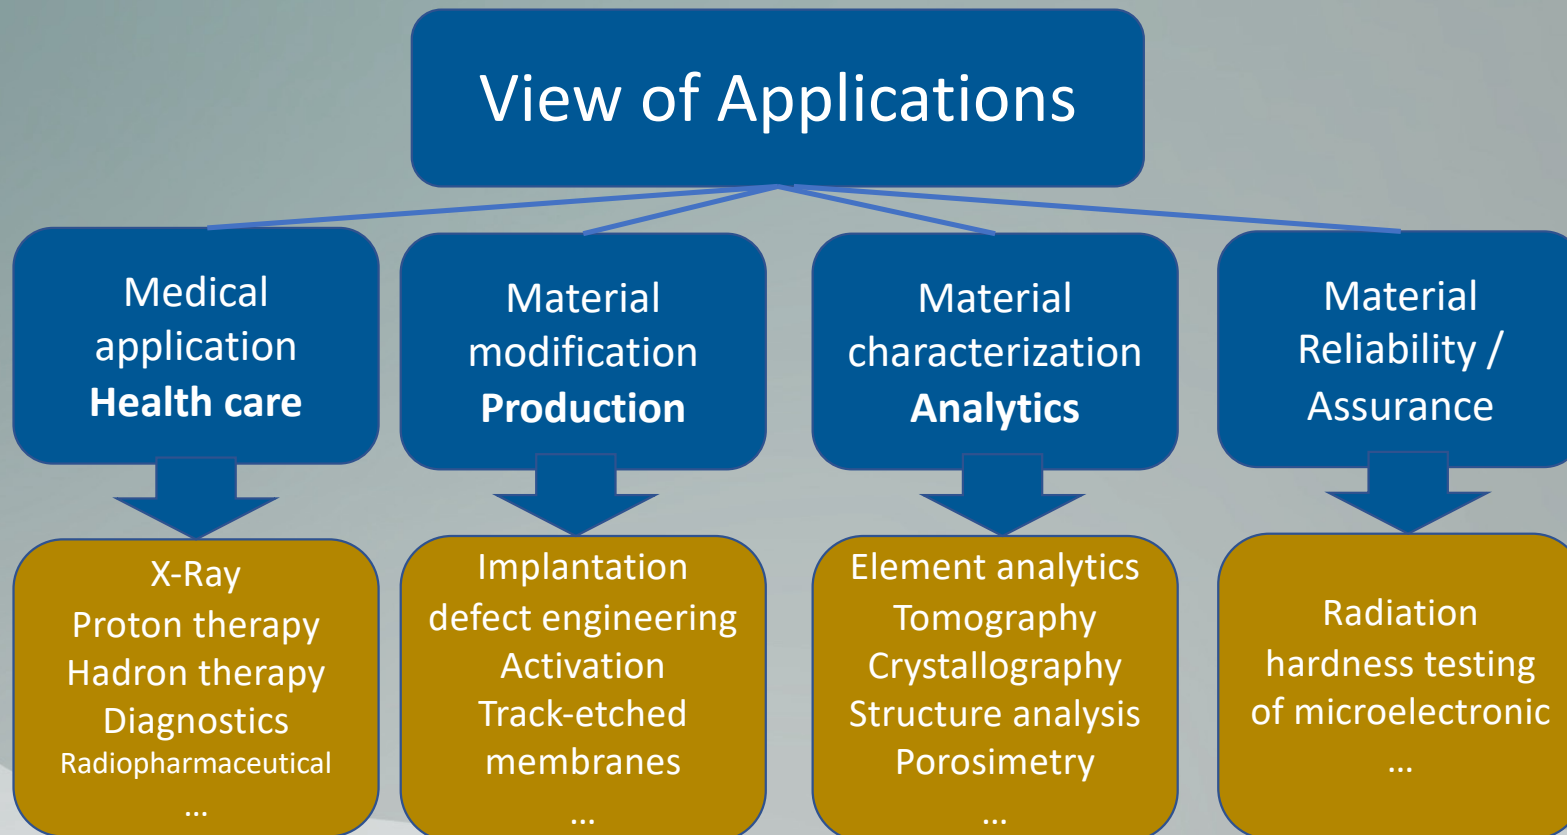 View of Applications
Medical
application
Health care
Material
modification
Production
Material
characterization
Analytics
Material
Reliability /
Assurance
X-Ray
Proton therapy
Hadron therapy
Diagnostics
Radiopharmaceutical
...
Implantation
defect engineering
Activation
Track-etched
membranes
...
Element analytics
Tomography
Crystallography
Structure analysis
Porosimetry
...
Radiation
hardness testing
of microelectronic
...